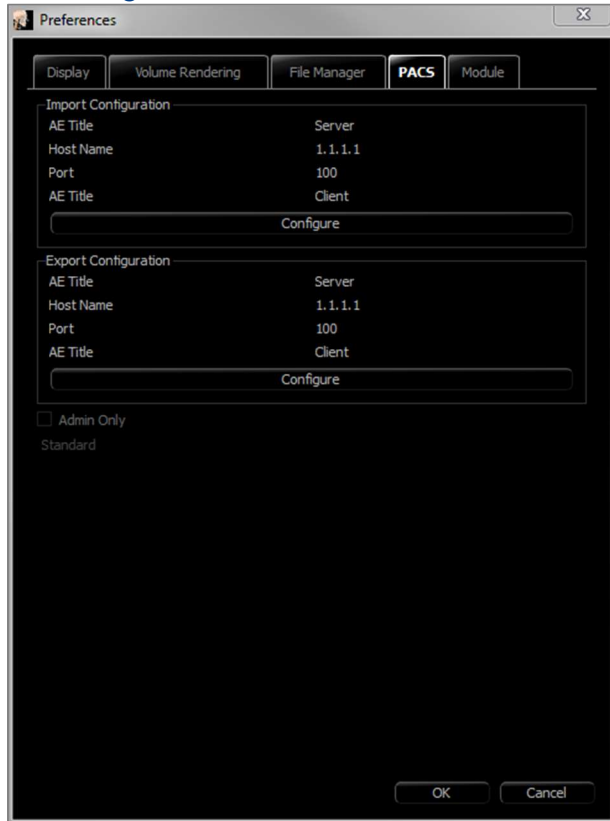 Preferences
Display Volume Rendering File Manager PACS Module
Import Configuration
AE Title Server
Host Name 1.1.1.1
Port 100
AE Title Client
Configure
Export Configuration
AE Title Server
Host Name 1.1.1.1
Port 100
AE Title Client
Configure
Admin Only
Standard
OK Cancel